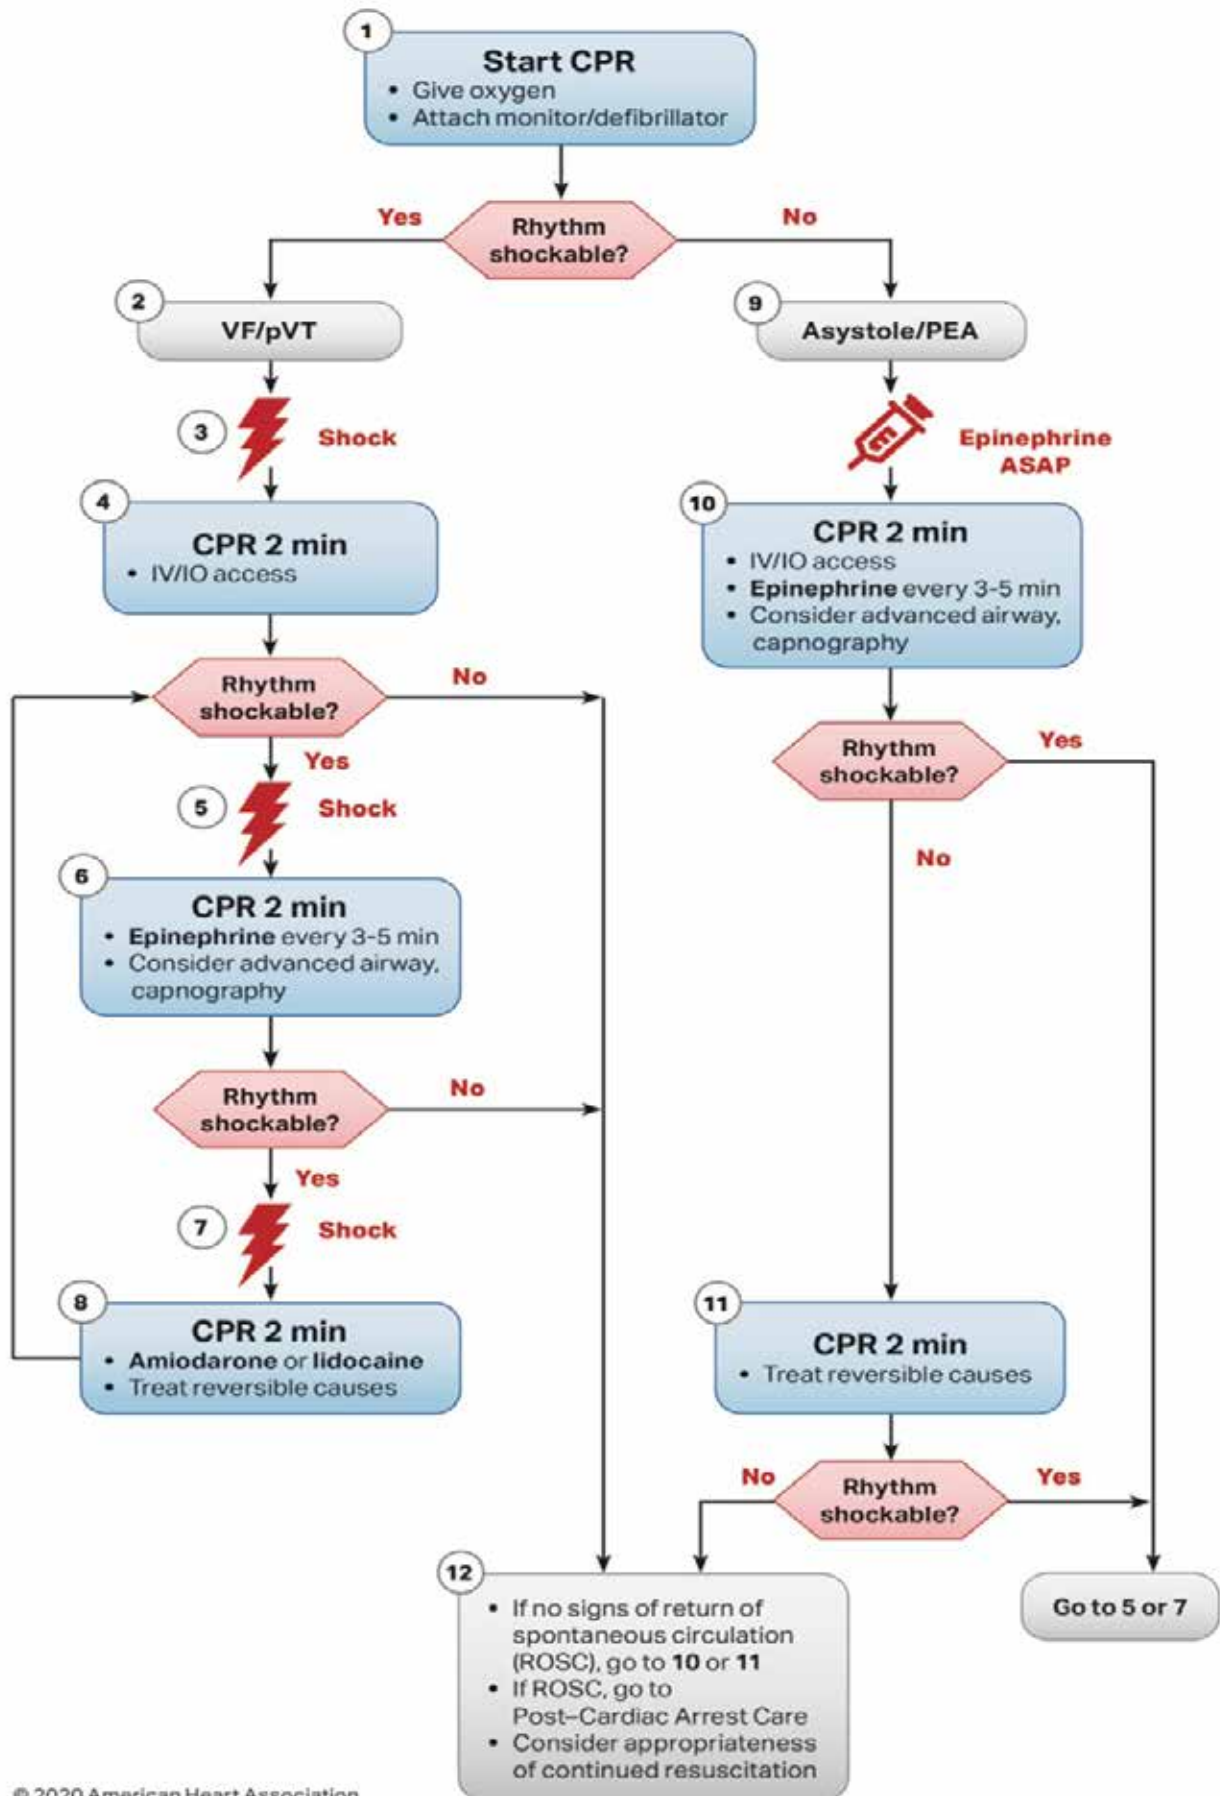 1
Start CPR
• Give oxygen
• Attach monitor/defibrillator
Rhythm
shockable?
Yes
No
2
VF/pVT
3
Shock
4
CPR 2 min
• IV/IO access
Rhythm
shockable?
No
Yes
5
Shock
6
CPR 2 min
• Epinephrine every 3-5 min
• Consider advanced airway,
capnography
Rhythm
shockable?
No
Yes
7
Shock
8
CPR 2 min
• Amiodarone or lidocaine
• Treat reversible causes
9
Asystole/PEA
Epinephrine
ASAP
10
CPR 2 min
• IV/IO access
• Epinephrine every 3-5 min
• Consider advanced airway,
capnography
Rhythm
shockable?
Yes
No
11
CPR 2 min
• Treat reversible causes
Rhythm
shockable?
No
Yes
12
• If no signs of return of
spontaneous circulation
(ROSC), go to 10 or 11
• If ROSC, go to
Post–Cardiac Arrest Care
• Consider appropriateness
of continued resuscitation
Go to 5 or 7
© 2020 American Heart Association